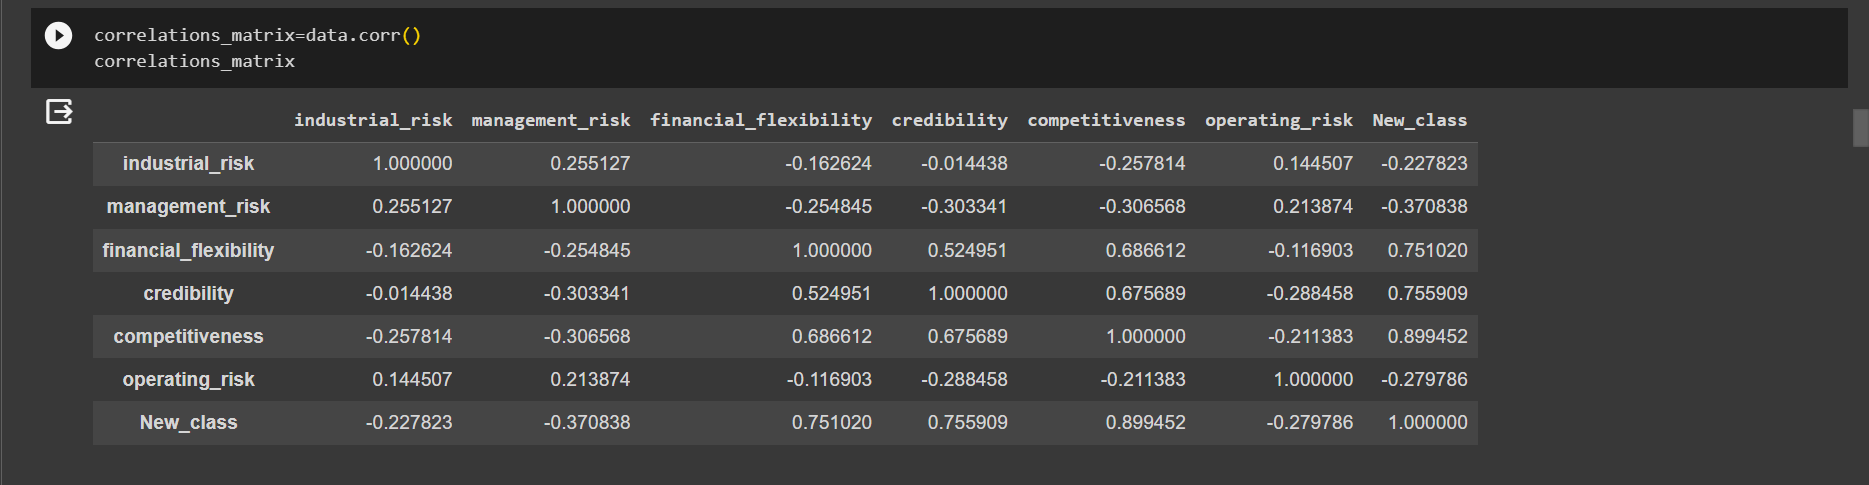 correlations_matrix=data.corr()
correlations_matrix
industrial_risk management_risk financial_flexibility credibility competitiveness operating_risk New_class
industrial_risk 1.000000 0.255127 -0.162624 -0.014438 -0.257814 0.144507 -0.227823
management_risk 0.255127 1.000000 -0.254845 -0.303341 -0.306568 0.213874 -0.370838
financial_flexibility -0.162624 -0.254845 1.000000 0.524951 0.686612 -0.116903 0.751020
credibility -0.014438 -0.303341 0.524951 1.000000 0.675689 -0.288458 0.755909
competitiveness -0.257814 -0.306568 0.686612 0.675689 1.000000 -0.211383 0.899452
operating_risk 0.144507 0.213874 -0.116903 -0.288458 -0.211383 1.000000 -0.279786
New_class -0.227823 -0.370838 0.751020 0.755909 0.899452 -0.279786 1.000000